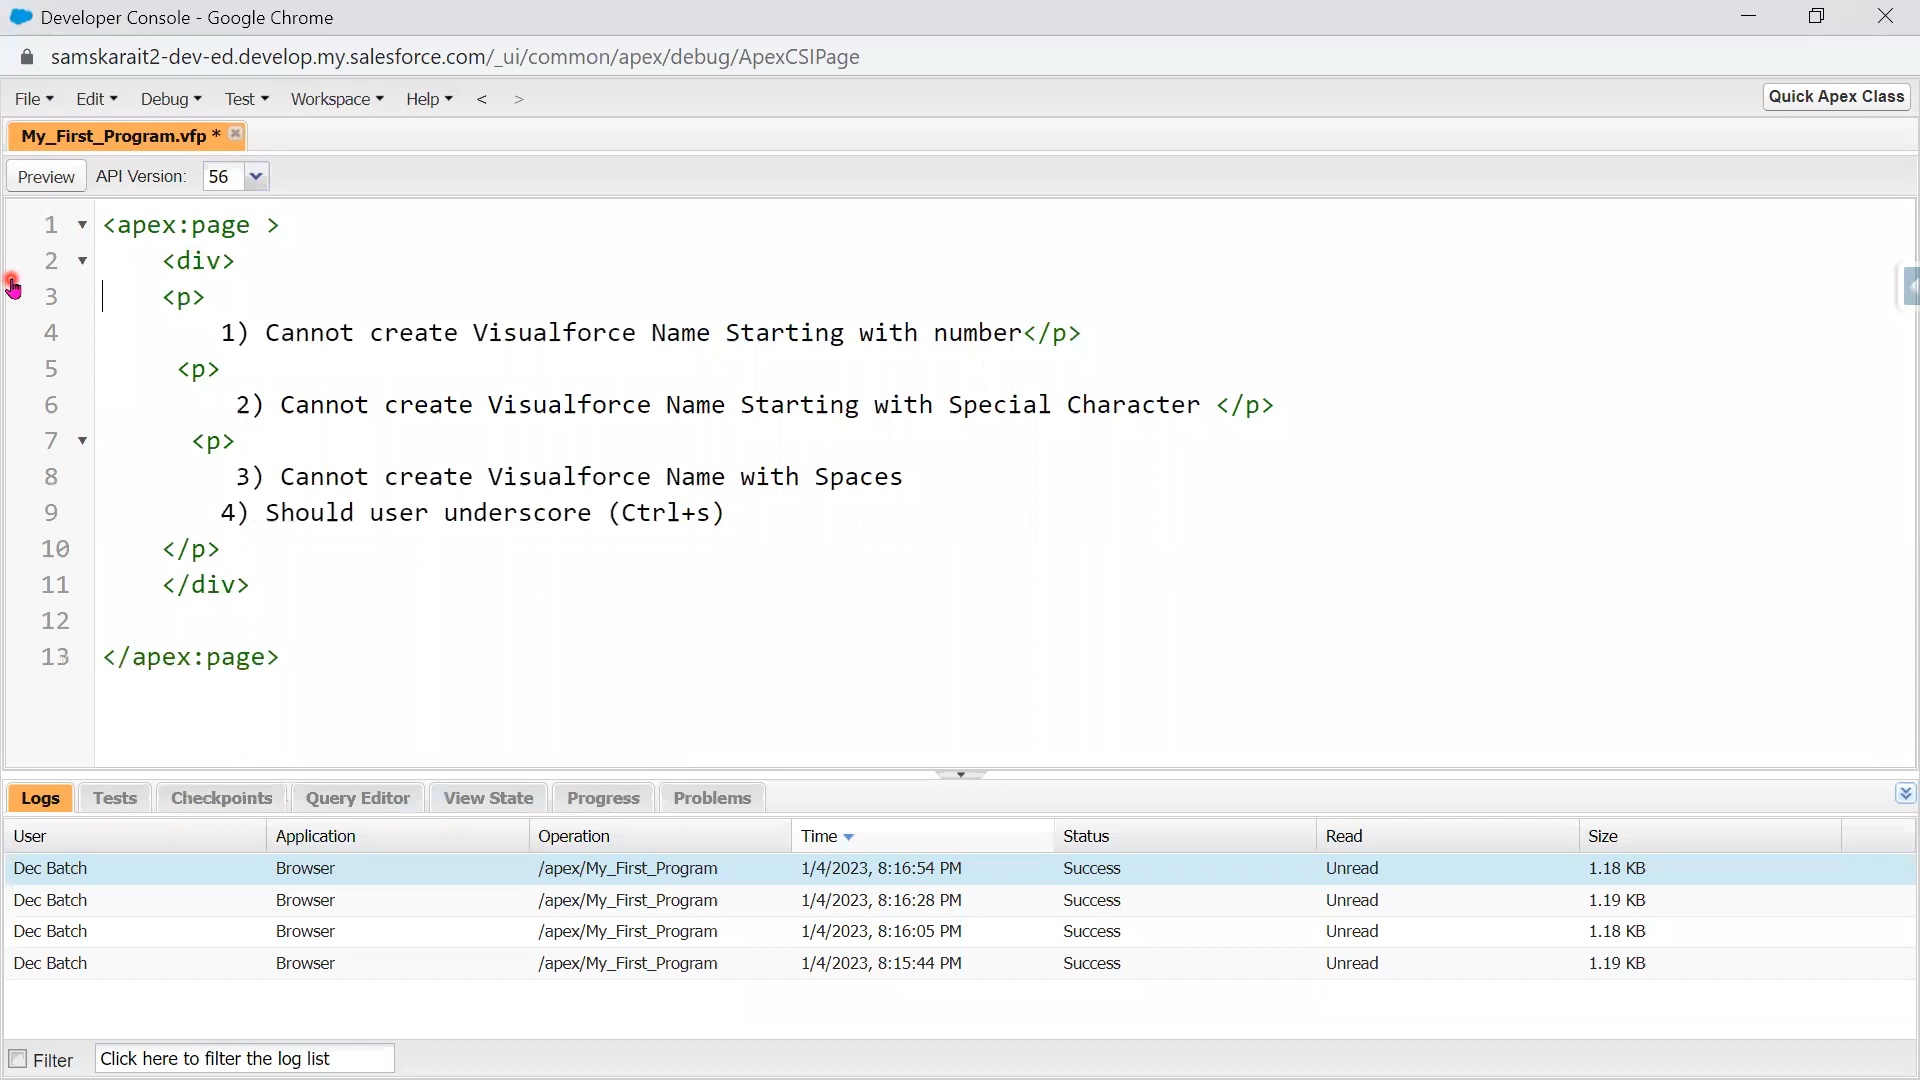 Developer Console - Google Chrome
samskarait2-dev-ed.develop.my.salesforce.com/_ui/common/apex/debug/ApexCSIPage
File Edit Debug Test Workspace Help < > Quick Apex Class
My_First_Program.vfp *
Preview API Version: 56
1 <apex:page >
2 <div>
3 <p>
4 1) Cannot create Visualforce Name Starting with number</p>
5 <p>
6 2) Cannot create Visualforce Name Starting with Special Character </p>
7 <p>
8 3) Cannot create Visualforce Name with Spaces
9 4) Should user underscore (Ctrl+s)
10 </p>
11 </div>
12
13 </apex:page>
Logs Tests Checkpoints Query Editor View State Progress Problems
User Application Operation Time Status Read Size
Dec Batch Browser /apex/My_First_Program 1/4/2023, 8:16:54 PM Success Unread 1.18 KB
Dec Batch Browser /apex/My_First_Program 1/4/2023, 8:16:28 PM Success Unread 1.19 KB
Dec Batch Browser /apex/My_First_Program 1/4/2023, 8:16:05 PM Success Unread 1.18 KB
Dec Batch Browser /apex/My_First_Program 1/4/2023, 8:15:44 PM Success Unread 1.19 KB
Filter Click here to filter the log list